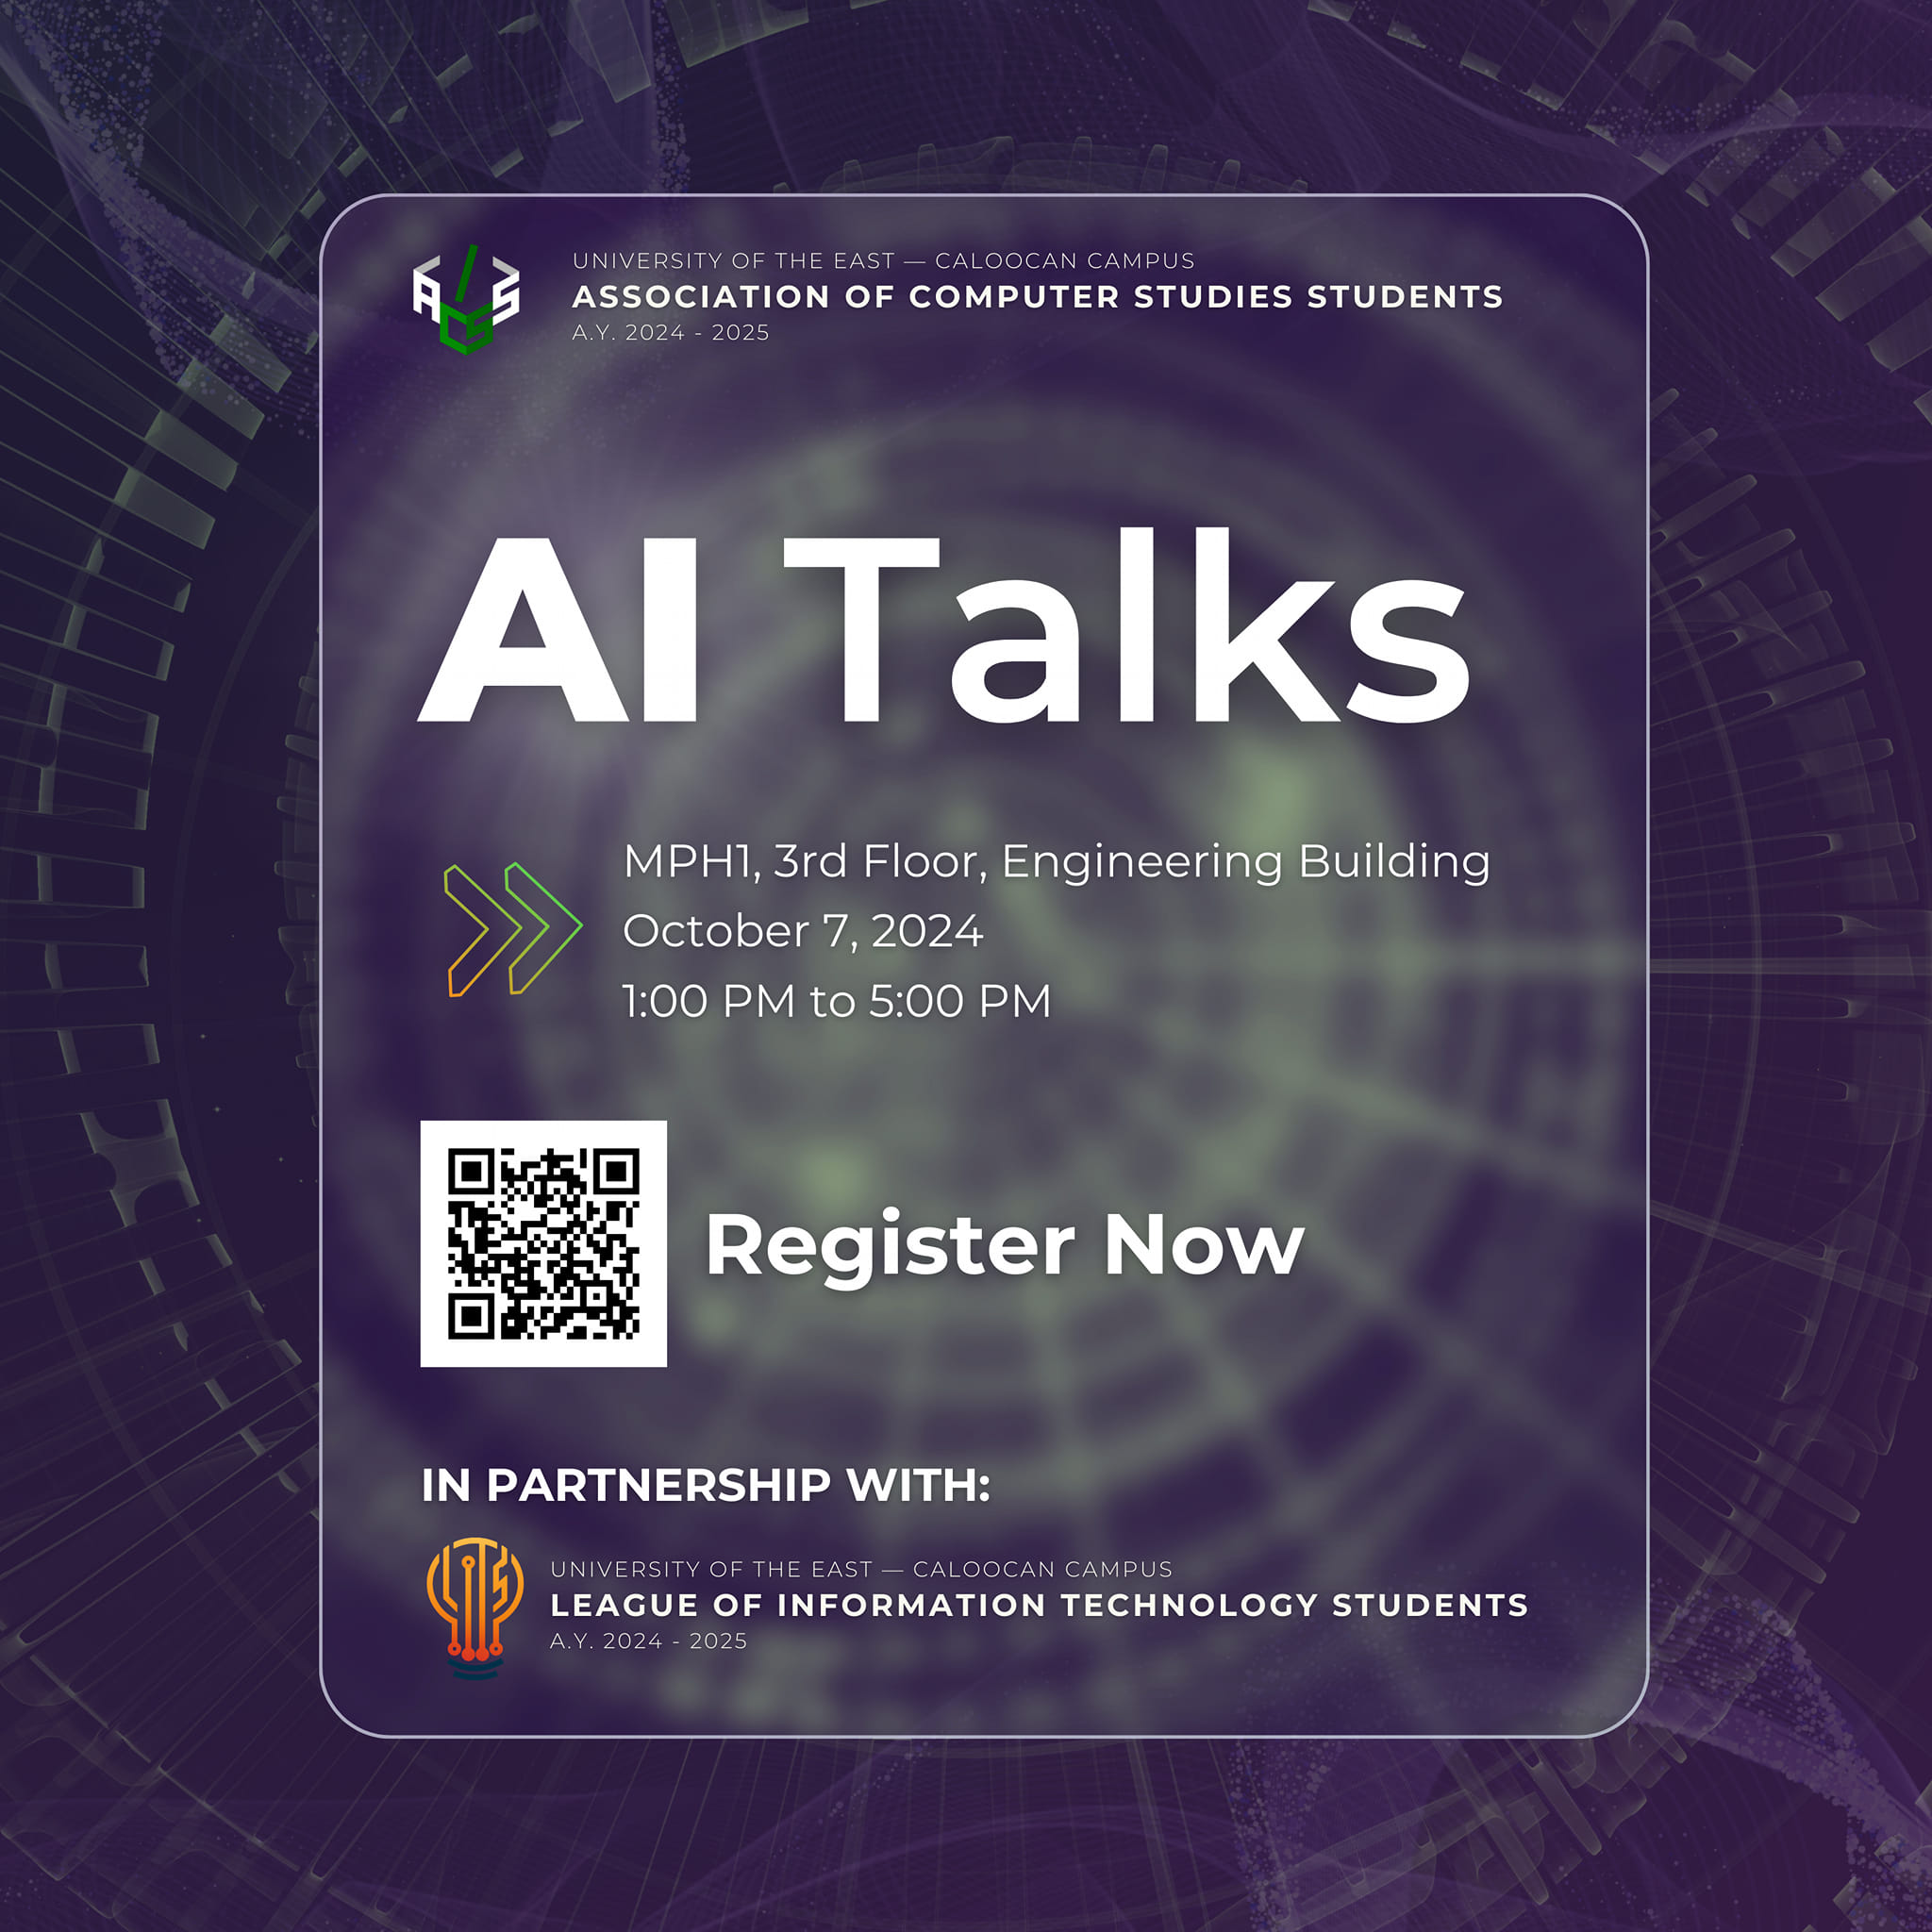 ACSS
UNIVERSITY OF THE EAST — CALOOCAN CAMPUS
ASSOCIATION OF COMPUTER STUDIES STUDENTS
A.Y. 2024 - 2025
AI Talks
MPH1, 3rd Floor, Engineering Building
October 7, 2024
1:00 PM to 5:00 PM
Register Now
IN PARTNERSHIP WITH:
LITS
UNIVERSITY OF THE EAST — CALOOCAN CAMPUS
LEAGUE OF INFORMATION TECHNOLOGY STUDENTS
A.Y. 2024 - 2025